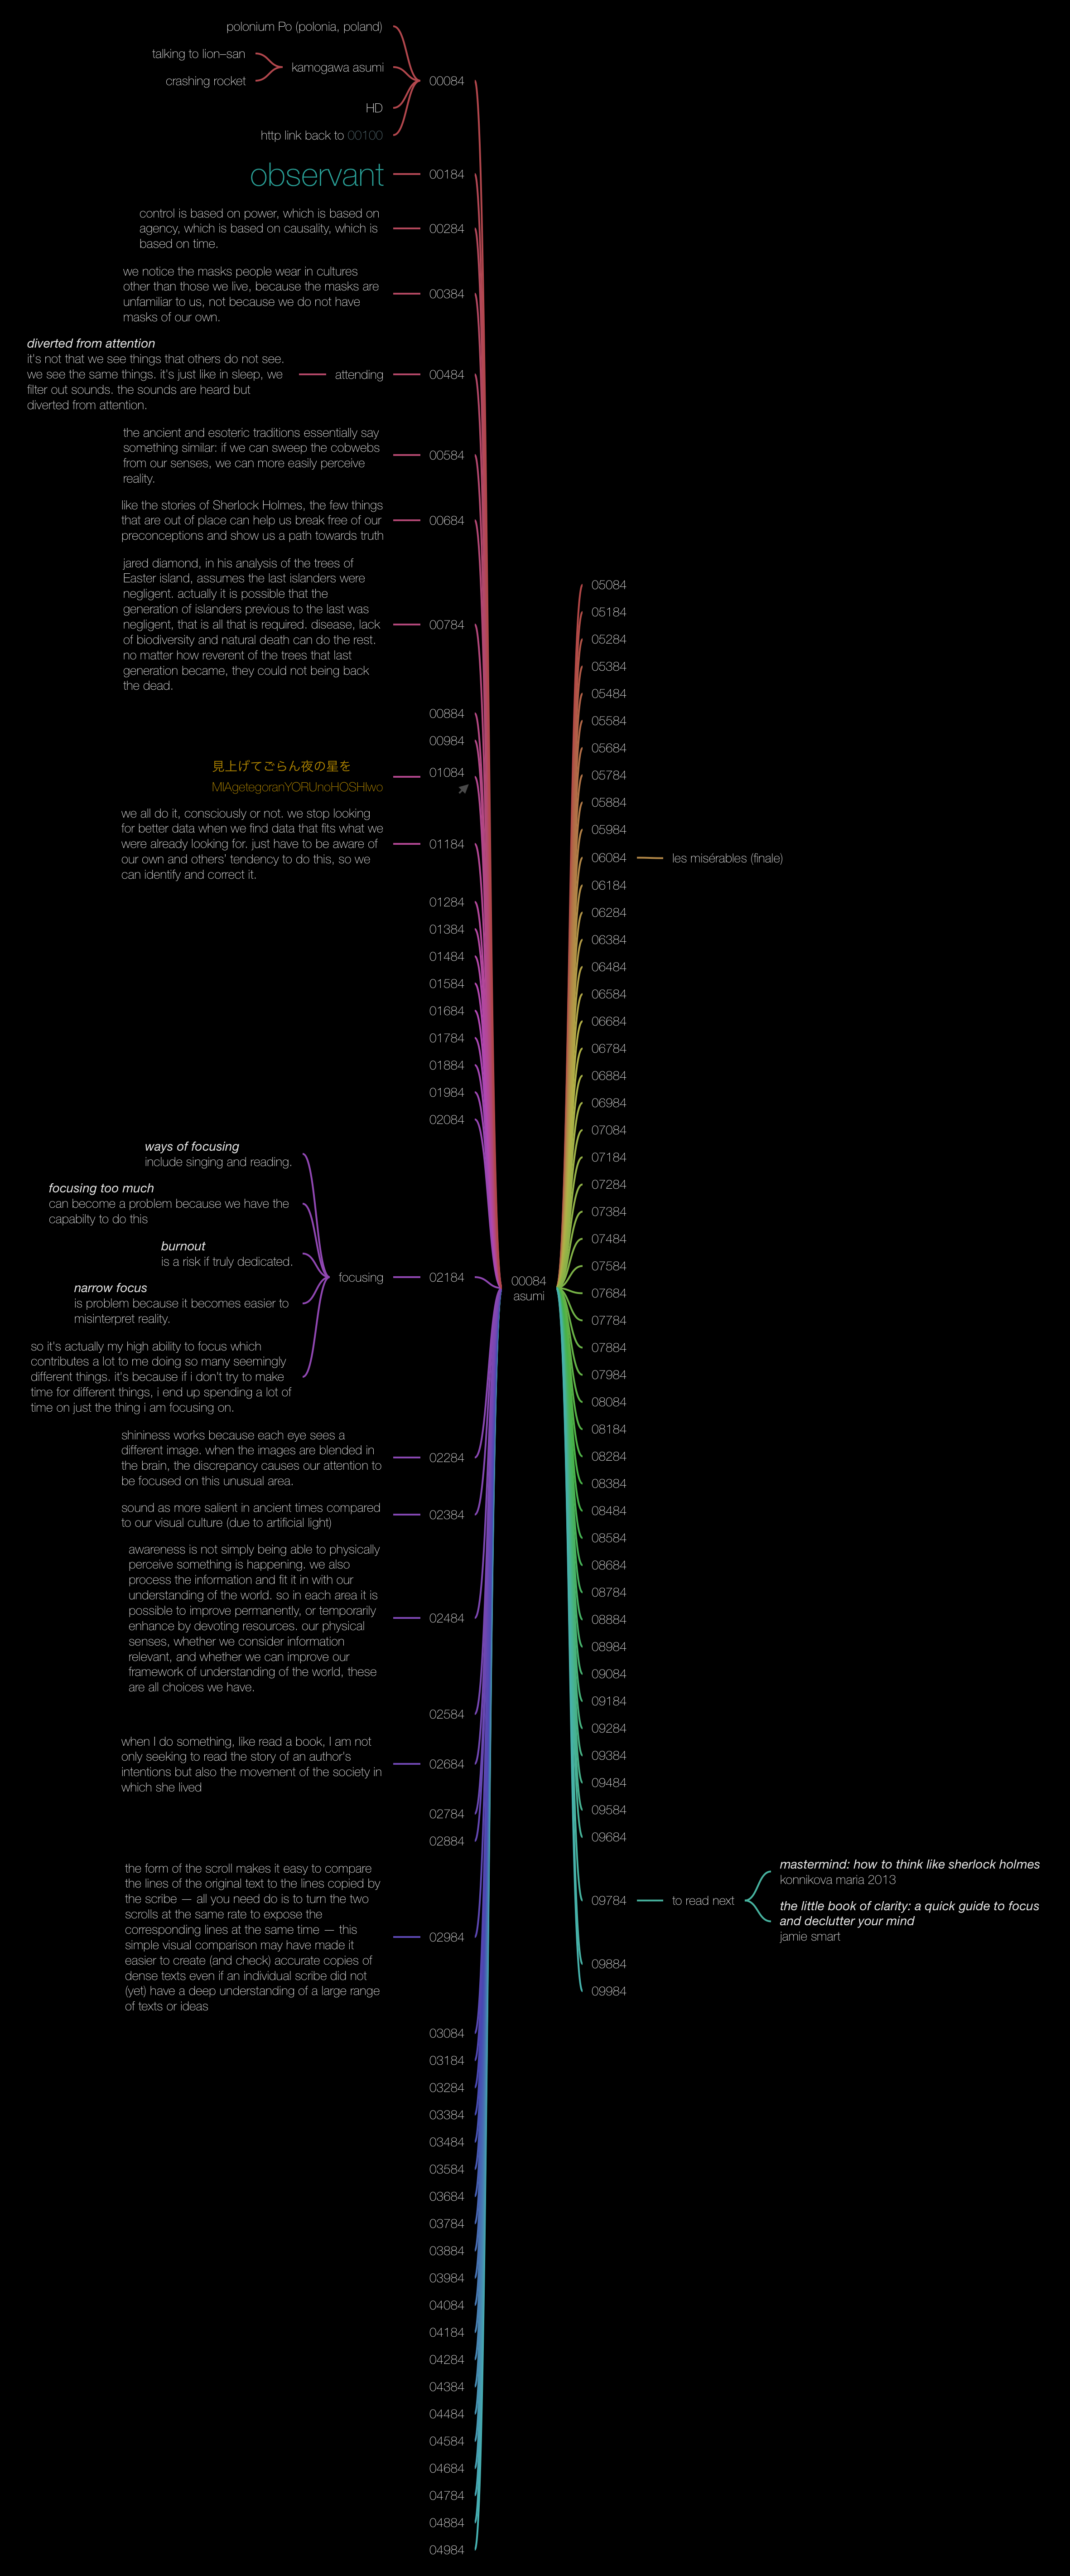 polonium Po (polonia, poland)
talking to lion–san
crashing rocket
kamogawa asumi
HD
http link back to 00100
00084
observant
00184
control is based on power, which is based on
agency, which is based on causality, which is
based on time.
00284
we notice the masks people wear in cultures
other than those we live, because the masks are
unfamiliar to us, not because we do not have
masks of our own.
00384
diverted from attention
it's not that we see things that others do not see.
we see the same things. it's just like in sleep, we
filter out sounds. the sounds are heard but
diverted from attention.
attending
00484
the ancient and esoteric traditions essentially say
something similar: if we can sweep the cobwebs
from our senses, we can more easily perceive
reality.
00584
like the stories of Sherlock Holmes, the few things
that are out of place can help us break free of our
preconceptions and show us a path towards truth
00684
jared diamond, in his analysis of the trees of
Easter island, assumes the last islanders were
negligent. actually it is possible that the
generation of islanders previous to the last was
negligent, that is all that is required. disease, lack
of biodiversity and natural death can do the rest.
no matter how reverent of the trees that last
generation became, they could not being back
the dead.
00784
00884
00984
見上げてごらん夜の星を
MIAgetegoranYORUnoHOSHIwo
01084
we all do it, consciously or not. we stop looking
for better data when we find data that fits what we
were already looking for. just have to be aware of
our own and others' tendency to do this, so we
can identify and correct it.
01184
01284
01384
01484
01584
01684
01784
01884
01984
02084
ways of focusing
include singing and reading.
focusing too much
can become a problem because we have the
capabilty to do this
burnout
is a risk if truly dedicated.
narrow focus
is problem because it becomes easier to
misinterpret reality.
so it's actually my high ability to focus which
contributes a lot to me doing so many seemingly
different things. it's because if i don't try to make
time for different things, i end up spending a lot of
time on just the thing i am focusing on.
focusing
02184
shininess works because each eye sees a
different image. when the images are blended in
the brain, the discrepancy causes our attention to
be focused on this unusual area.
02284
sound as more salient in ancient times compared
to our visual culture (due to artificial light)
02384
awareness is not simply being able to physically
perceive something is happening. we also
process the information and fit it in with our
understanding of the world. so in each area it is
possible to improve permanently, or temporarily
enhance by devoting resources. our physical
senses, whether we consider information
relevant, and whether we can improve our
framework of understanding of the world, these
are all choices we have.
02484
02584
when I do something, like read a book, I am not
only seeking to read the story of an author's
intentions but also the movement of the society in
which she lived
02684
02784
02884
the form of the scroll makes it easy to compare
the lines of the original text to the lines copied by
the scribe — all you need do is to turn the two
scrolls at the same rate to expose the
corresponding lines at the same time — this
simple visual comparison may have made it
easier to create (and check) accurate copies of
dense texts even if an individual scribe did not
(yet) have a deep understanding of a large range
of texts or ideas
02984
03084
03184
03284
03384
03484
03584
03684
03784
03884
03984
04084
04184
04284
04384
04484
04584
04684
04784
04884
04984
00084
asumi
05084
05184
05284
05384
05484
05584
05684
05784
05884
05984
06084
les misérables (finale)
06184
06284
06384
06484
06584
06684
06784
06884
06984
07084
07184
07284
07384
07484
07584
07684
07784
07884
07984
08084
08184
08284
08384
08484
08584
08684
08784
08884
08984
09084
09184
09284
09384
09484
09584
09684
09784
to read next
mastermind: how to think like sherlock holmes
konnikova maria 2013
the little book of clarity: a quick guide to focus
and declutter your mind
jamie smart
09884
09984